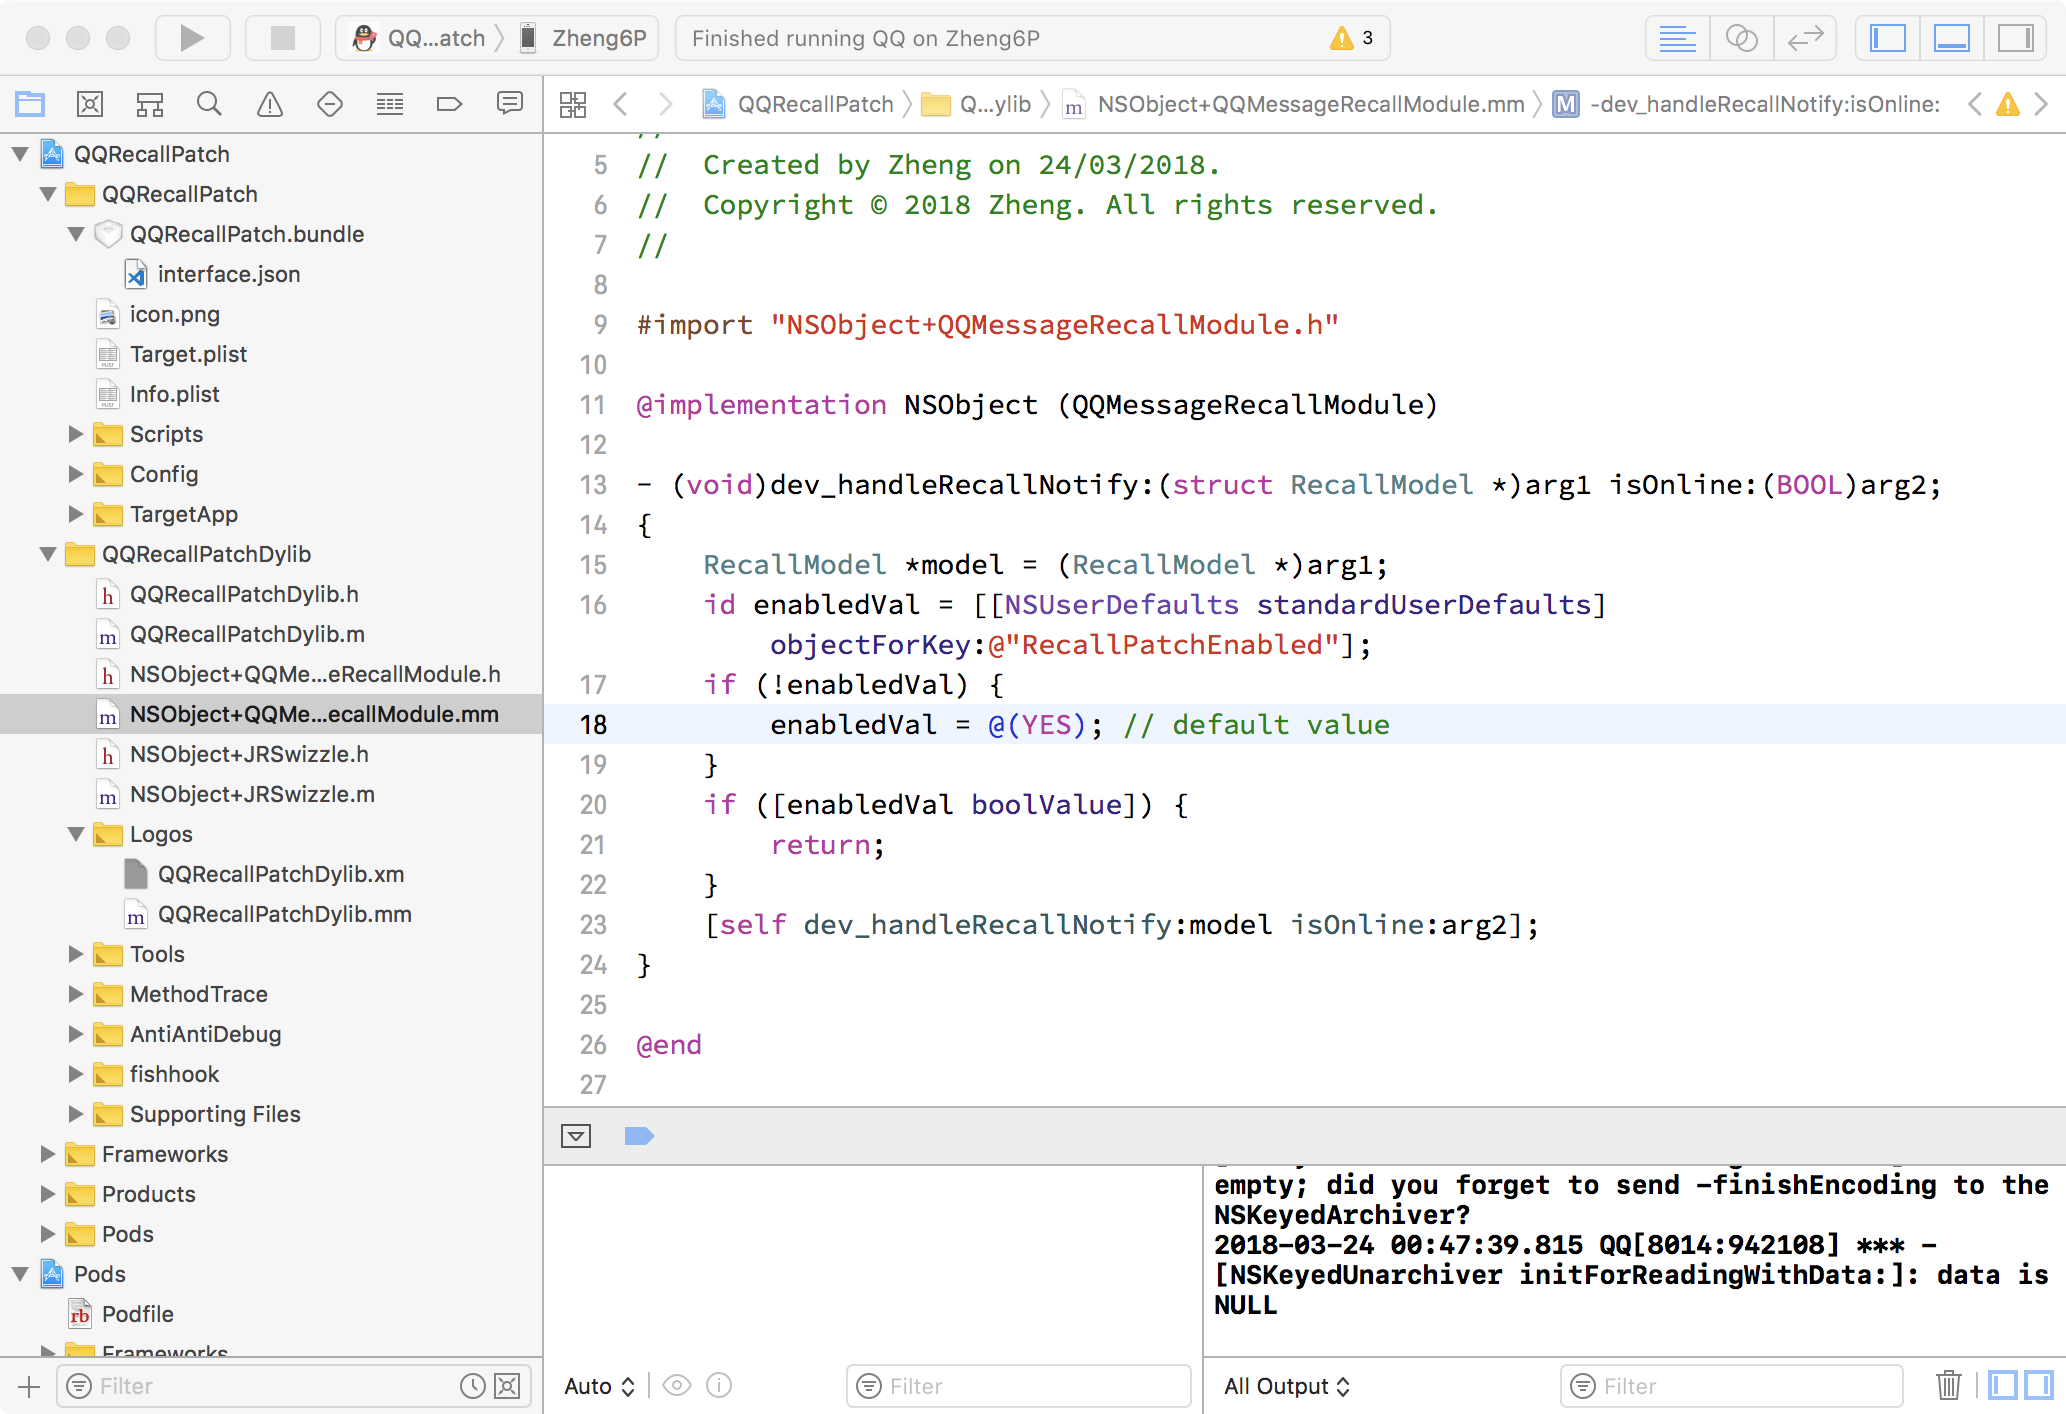 QQ...atch
Zheng6P
Finished running QQ on Zheng6P
3
QQRecallPatch
Q...ylib
NSObject+QQMessageRecallModule.mm
-dev_handleRecallNotify:isOnline:
QQRecallPatch
QQRecallPatch
QQRecallPatch.bundle
interface.json
icon.png
Target.plist
Info.plist
Scripts
Config
TargetApp
QQRecallPatchDylib
QQRecallPatchDylib.h
QQRecallPatchDylib.m
NSObject+QQMe...eRecallModule.h
NSObject+QQMe...ecallModule.mm
NSObject+JRSwizzle.h
NSObject+JRSwizzle.m
Logos
QQRecallPatchDylib.xm
QQRecallPatchDylib.mm
Tools
MethodTrace
AntiAntiDebug
fishhook
Supporting Files
Frameworks
Products
Pods
Pods
Podfile
Frameworks
Filter
5 //  Created by Zheng on 24/03/2018.
6 //  Copyright © 2018 Zheng. All rights reserved.
7 //
8
9 #import "NSObject+QQMessageRecallModule.h"
10
11 @implementation NSObject (QQMessageRecallModule)
12
13 - (void)dev_handleRecallNotify:(struct RecallModel *)arg1 isOnline:(BOOL)arg2;
14 {
15     RecallModel *model = (RecallModel *)arg1;
16     id enabledVal = [[NSUserDefaults standardUserDefaults]
objectForKey:@"RecallPatchEnabled"];
17     if (!enabledVal) {
18         enabledVal = @(YES); // default value
19     }
20     if ([enabledVal boolValue]) {
21         return;
22     }
23     [self dev_handleRecallNotify:model isOnline:arg2];
24 }
25
26 @end
27
empty; did you forget to send -finishEncoding to the
NSKeyedArchiver?
2018-03-24 00:47:39.815 QQ[8014:942108] *** -
[NSKeyedUnarchiver initForReadingWithData:]: data is
NULL
Auto
Filter
All Output
Filter